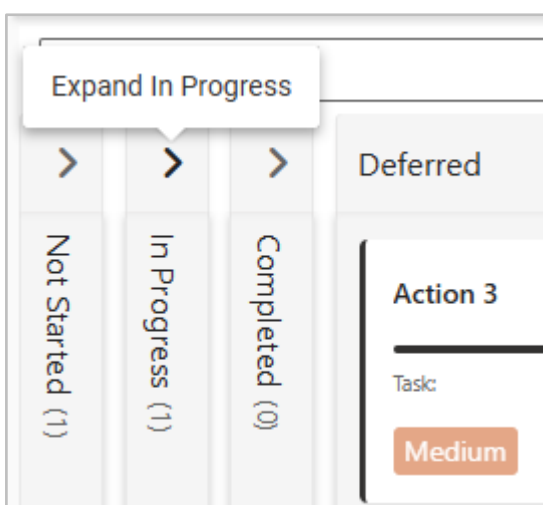 Expand In Progress
Deferred
Not Started (1)
In Progress (1)
Completed (0)
Action 3
Task:
Medium